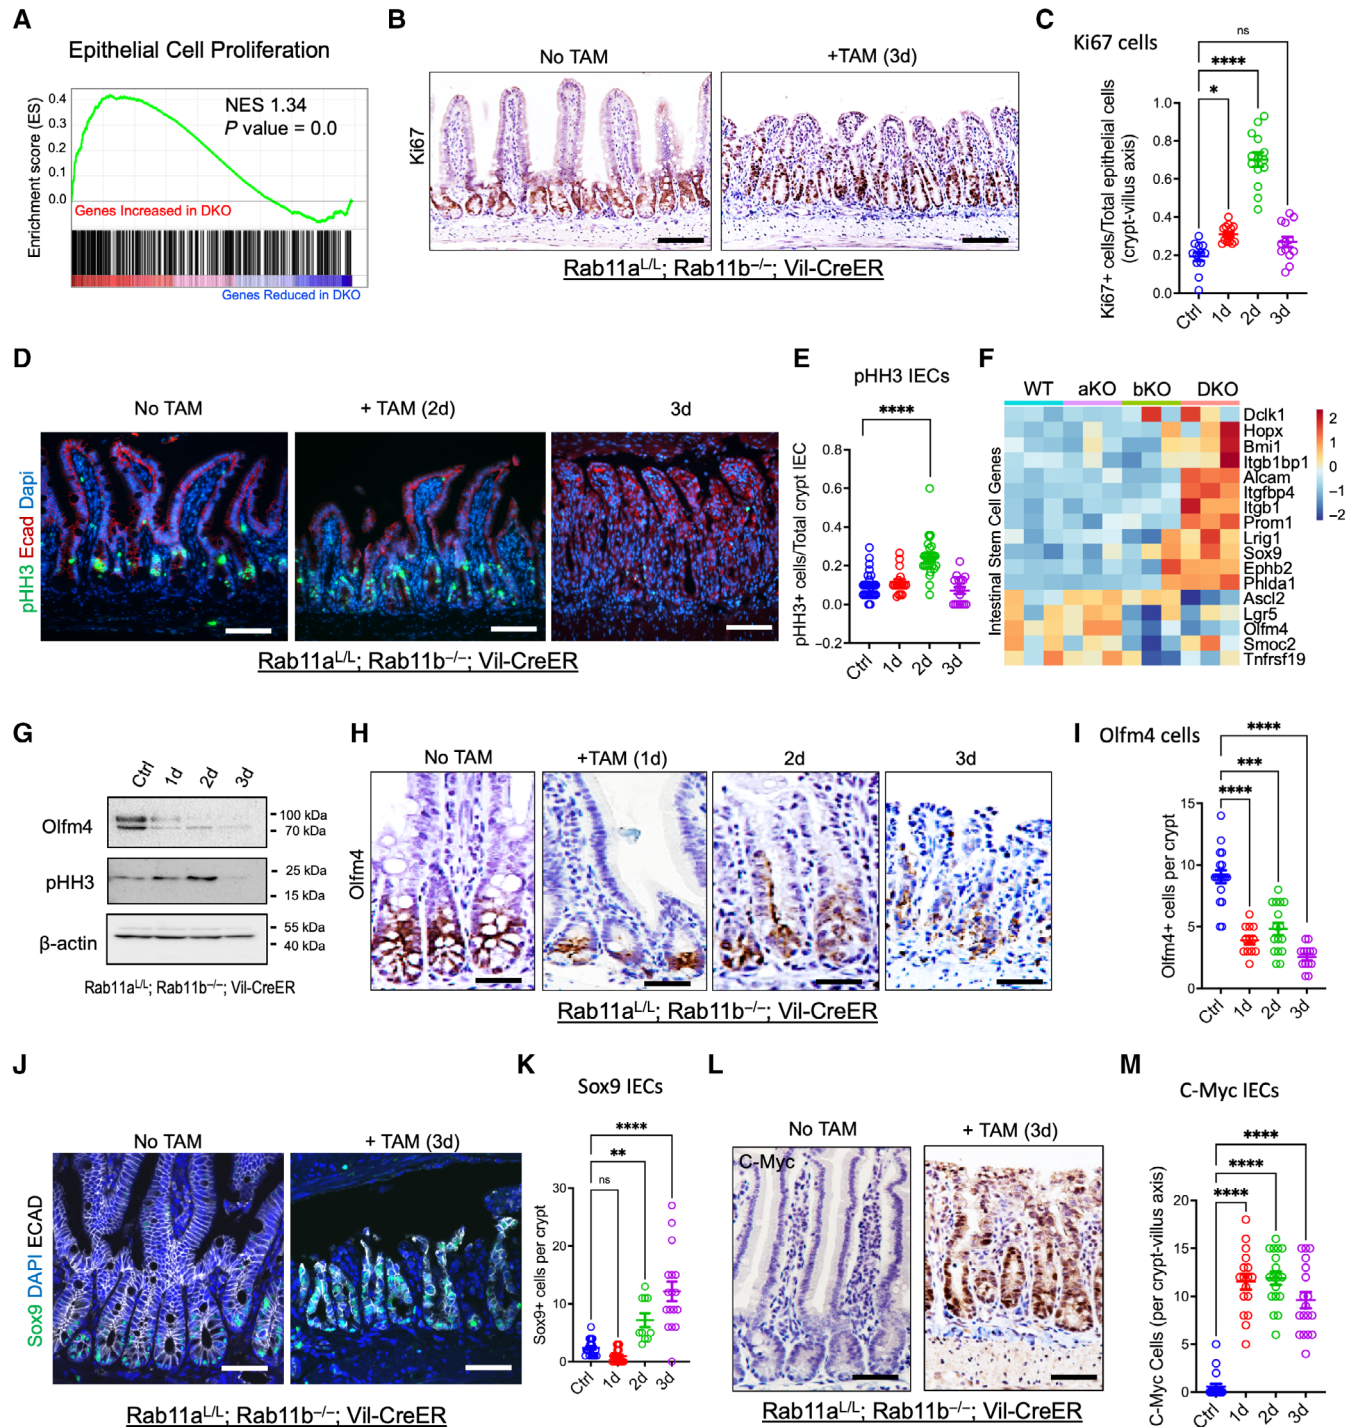 A
Epithelial Cell Proliferation
Enrichment score (ES)
0.4
0.3
0.2
0.1
0.0
NES 1.34
P value = 0.0
Genes Increased in DKO
Genes Reduced in DKO
B
No TAM
+TAM (3d)
Ki67
Rab11aL/L; Rab11b−/−; Vil-CreER
C
Ki67 cells
Ki67+ cells/Total epithelial cells
(crypt-villus axis)
ns
****
*
1.0
0.8
0.6
0.4
0.2
0.0
Ctrl
1d
2d
3d
D
No TAM
+ TAM (2d)
3d
pHH3 Ecad Dapi
Rab11aL/L; Rab11b−/−; Vil-CreER
E
pHH3 IECs
pHH3+ cells/Total crypt IEC
****
0.8
0.6
0.4
0.2
0.0
−0.2
Ctrl
1d
2d
3d
F
WT
aKO
bKO
DKO
Intestinal Stem Cell Genes
Dclk1
Hopx
Bmi1
Itgb1bp1
Alcam
Itgfbp4
Itgb1
Prom1
Lrig1
Sox9
Ephb2
Phlda1
Ascl2
Lgr5
Olfm4
Smoc2
Tnfrsf19
2
1
0
−1
−2
G
Ctrl
1d
2d
3d
Olfm4
100 kDa
70 kDa
pHH3
25 kDa
15 kDa
β-actin
55 kDa
40 kDa
Rab11aL/L; Rab11b−/−; Vil-CreER
H
No TAM
+TAM (1d)
2d
3d
Olfm4
Rab11aL/L; Rab11b−/−; Vil-CreER
I
Olfm4 cells
Olfm4+ cells per crypt
****
***
****
15
10
5
0
Ctrl
1d
2d
3d
J
No TAM
+ TAM (3d)
Sox9 DAPI ECAD
Rab11aL/L; Rab11b−/−; Vil-CreER
K
Sox9 IECs
Sox9+ cells per crypt
****
**
ns
30
20
10
0
Ctrl
1d
2d
3d
L
No TAM
+ TAM (3d)
C-Myc
Rab11aL/L; Rab11b−/−; Vil-CreER
M
C-Myc IECs
C-Myc Cells (per crypt-villus axis)
****
****
****
20
15
10
5
0
Ctrl
1d
2d
3d